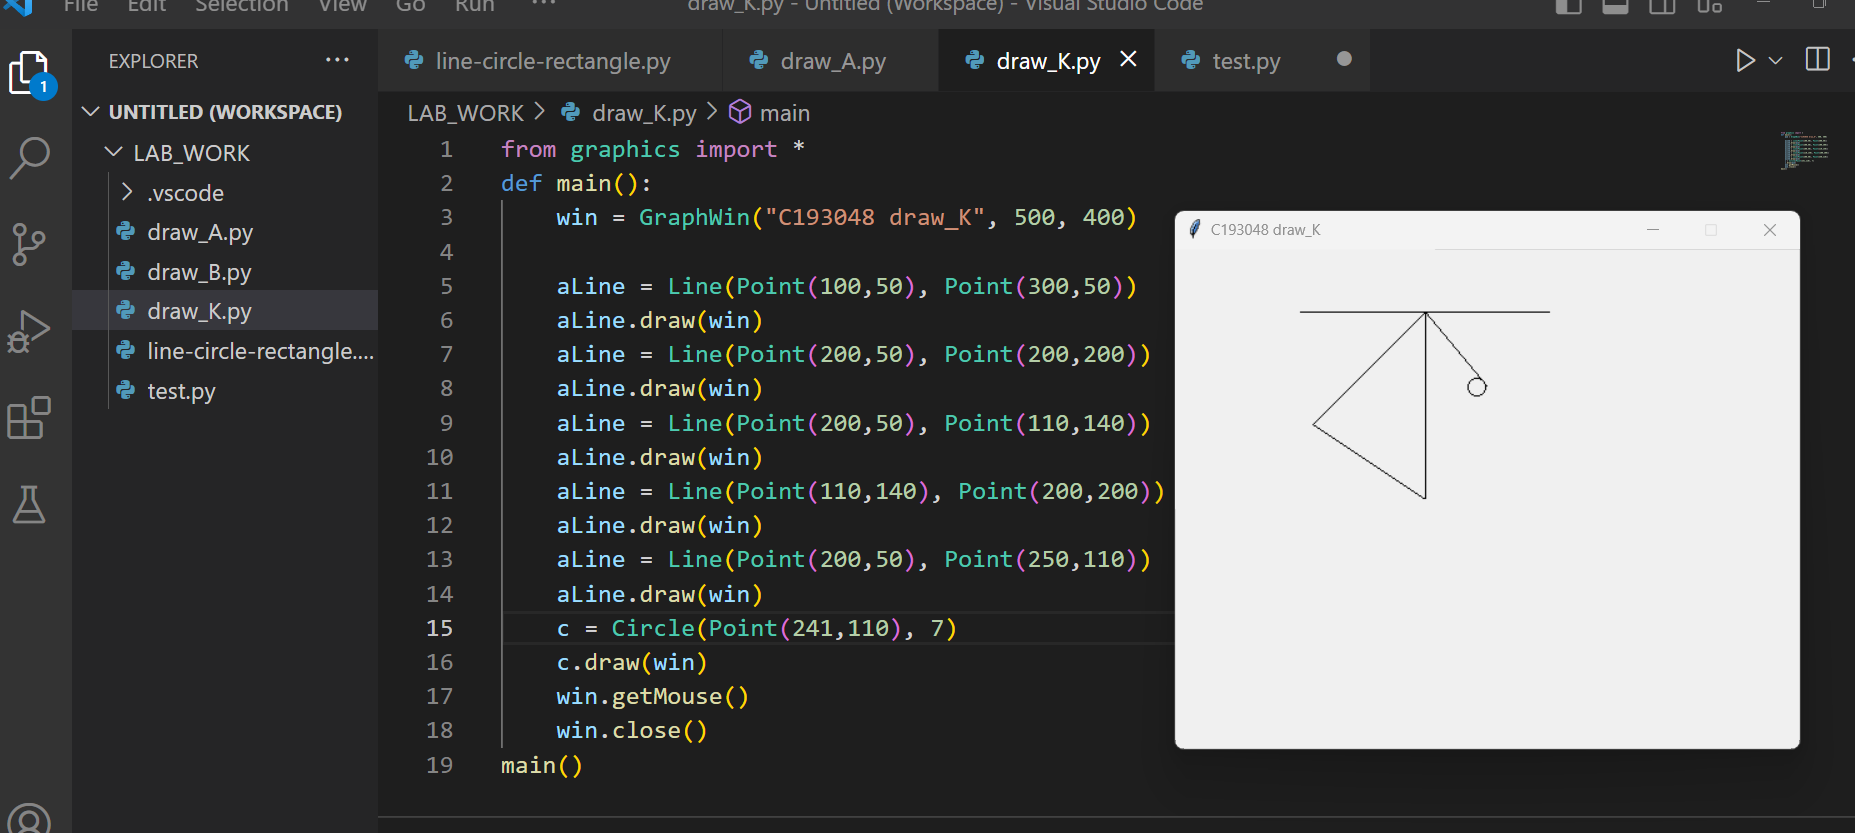 File Edit Selection View Go Run ··· draw_K.py - Untitled (Workspace) - Visual Studio Code
EXPLORER ···
1
UNTITLED (WORKSPACE)
LAB_WORK
.vscode
draw_A.py
draw_B.py
draw_K.py
line-circle-rectangle....
test.py
line-circle-rectangle.py draw_A.py draw_K.py test.py
LAB_WORK > draw_K.py > main
1 from graphics import *
2 def main():
3 win = GraphWin("C193048 draw_K", 500, 400)
4
5 aLine = Line(Point(100,50), Point(300,50))
6 aLine.draw(win)
7 aLine = Line(Point(200,50), Point(200,200))
8 aLine.draw(win)
9 aLine = Line(Point(200,50), Point(110,140))
10 aLine.draw(win)
11 aLine = Line(Point(110,140), Point(200,200))
12 aLine.draw(win)
13 aLine = Line(Point(200,50), Point(250,110))
14 aLine.draw(win)
15 c = Circle(Point(241,110), 7)
16 c.draw(win)
17 win.getMouse()
18 win.close()
19 main()
C193048 draw_K